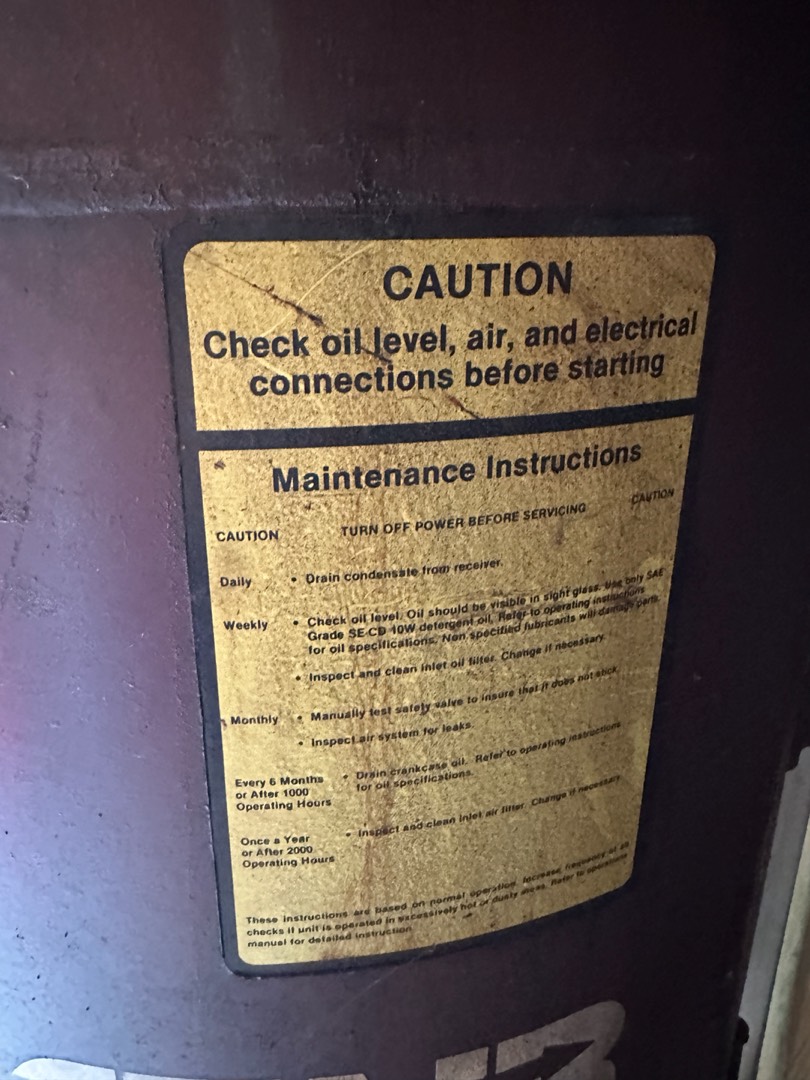 CAUTION
Check oil level, air, and electrical
connections before starting
Maintenance Instructions
CAUTION TURN OFF POWER BEFORE SERVICING CAUTION
Daily • Drain condensate from receiver.
Weekly • Check oil level. Oil should be visible in sight glass. Use only SAE
Grade SE-CD 10W detergent oil. Refer to operating instructions
for oil specifications. Non specified lubricants will damage parts.
• Inspect and clean inlet oil filter. Change if necessary.
Monthly • Manually test safety valve to insure that it does not stick.
• Inspect air system for leaks.
Every 6 Months • Drain crankcase oil. Refer to operating instructions
or After 1000 for oil specifications.
Operating Hours
Once a Year • Inspect and clean inlet air filter. Change if necessary.
or After 2000
Operating Hours
These instructions are based on normal operation. Increase frequency of all
checks if unit is operated in excessively hot or dusty areas. Refer to operations
manual for detailed instruction